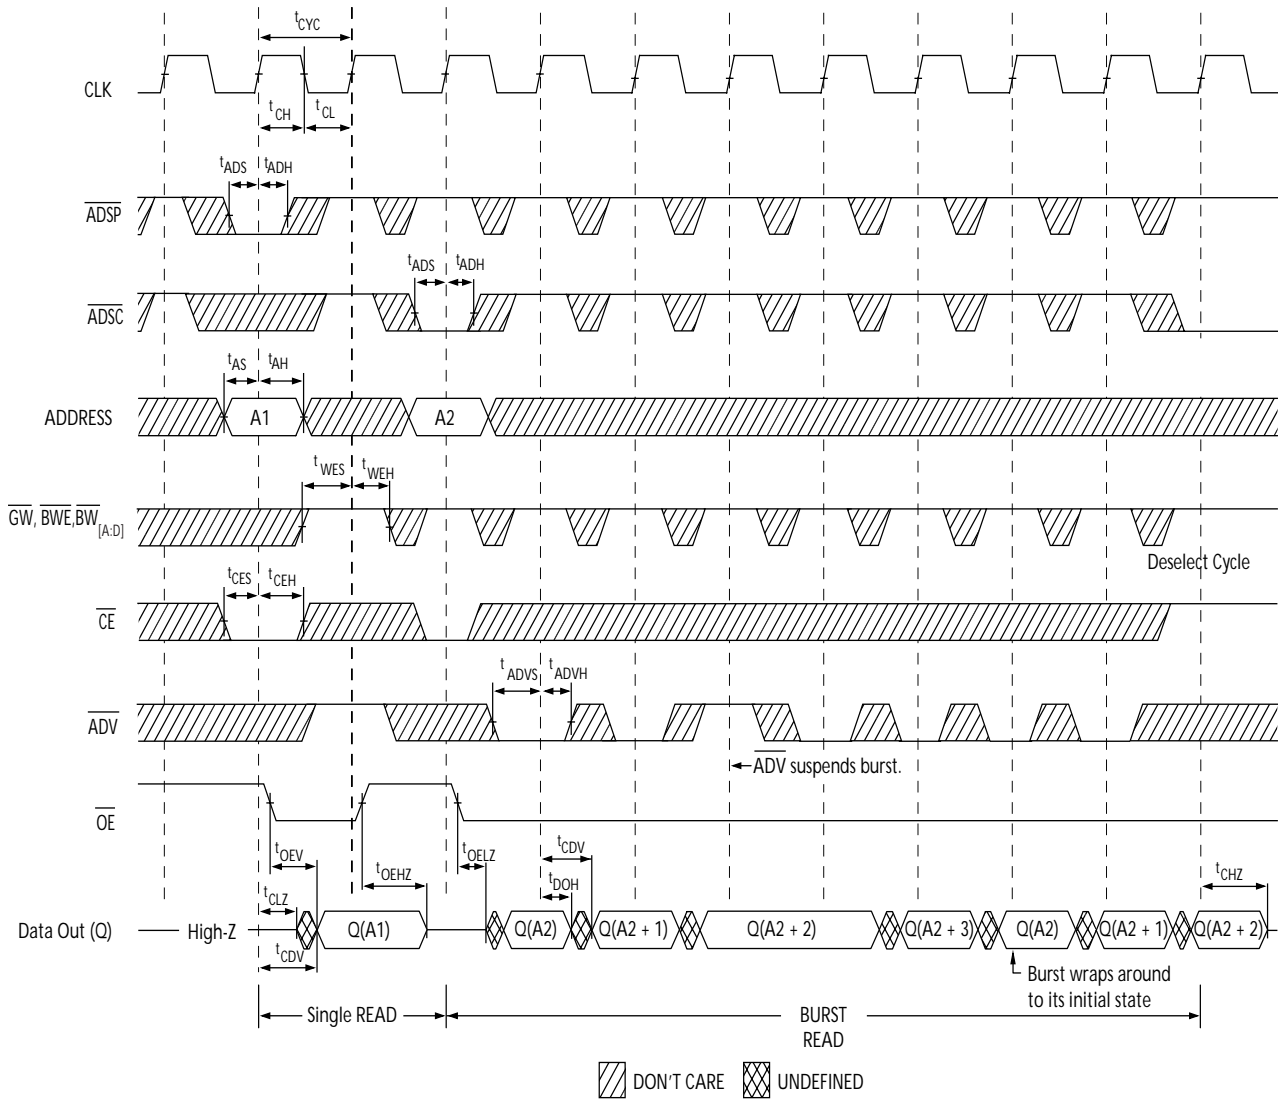 tCYC
CLK
tCH
tCL
tADS
tADH
ADSP
tADS
tADH
ADSC
tAS
tAH
ADDRESS
A1
A2
tWES
tWEH
GW, BWE,BW[A:D]
Deselect Cycle
tCES
tCEH
CE
tADVS
tADVH
ADV
ADV suspends burst.
OE
tOEV
tOEHZ
tOELZ
tCDV
tCLZ
tDOH
tCHZ
Data Out (Q)
High-Z
Q(A1)
Q(A2)
Q(A2 + 1)
Q(A2 + 2)
Q(A2 + 3)
Q(A2)
Q(A2 + 1)
Q(A2 + 2)
tCDV
Burst wraps around
to its initial state
Single READ
BURST
READ
DON'T CARE
UNDEFINED